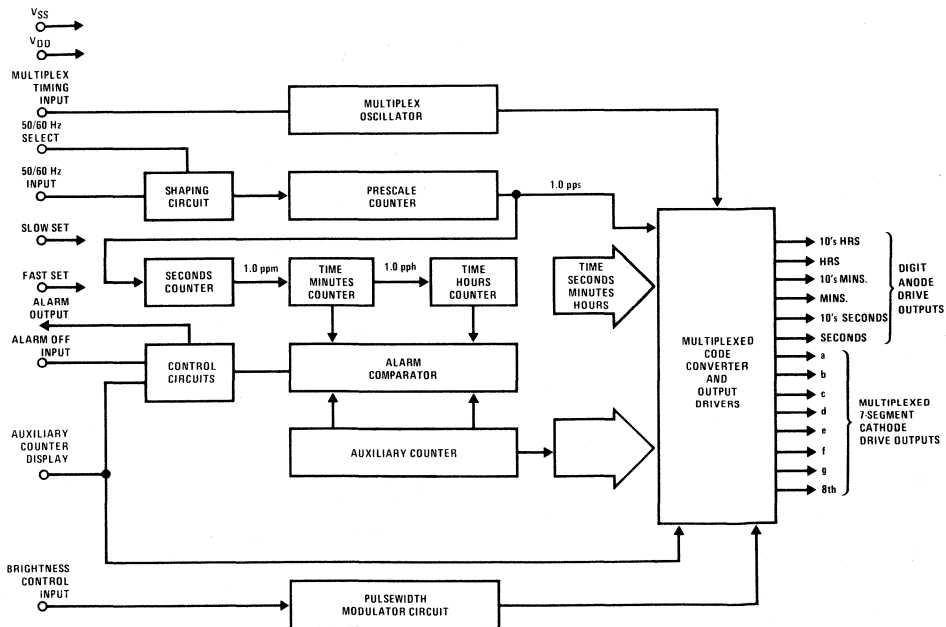 VSS
VDD
MULTIPLEX
TIMING
INPUT
50/60 Hz
SELECT
50/60 Hz
INPUT
SLOW SET
FAST SET
ALARM
OUTPUT
ALARM OFF
INPUT
AUXILIARY
COUNTER
DISPLAY
BRIGHTNESS
CONTROL
INPUT
MULTIPLEX
OSCILLATOR
SHAPING
CIRCUIT
PRESCALE
COUNTER
1.0 pps
SECONDS
COUNTER
1.0 ppm
TIME
MINUTES
COUNTER
1.0 pph
TIME
HOURS
COUNTER
TIME
SECONDS
MINUTES
HOURS
CONTROL
CIRCUITS
ALARM
COMPARATOR
AUXILIARY COUNTER
PULSEWIDTH
MODULATOR CIRCUIT
MULTIPLEXED
CODE
CONVERTER
AND
OUTPUT
DRIVERS
10's HRS
HRS
10's MINS.
MINS.
10's SECONDS
SECONDS
DIGIT
ANODE
DRIVE
OUTPUTS
a
b
c
d
e
f
g
8th
MULTIPLEXED
7-SEGMENT
CATHODE
DRIVE OUTPUTS